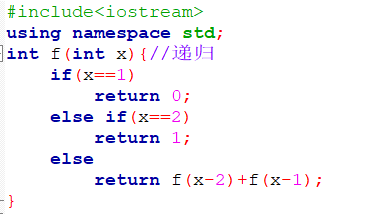 #include<iostream>
using namespace std;
int f(int x){//递归
if(x==1)
return 0;
else if(x==2)
return 1;
else
return f(x-2)+f(x-1);
}